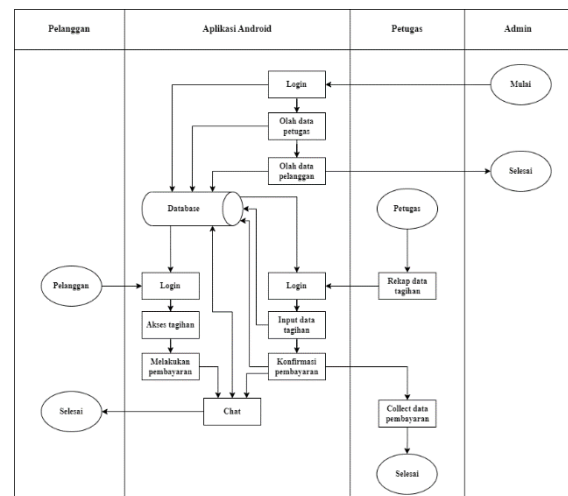 Pelanggan
Aplikasi Android
Petugas
Admin
Login
Mulai
Olah data
petugas
Olah data
pelanggan
Selesai
Database
Petugas
Pelanggan
Login
Login
Rekap data
tagihan
Akses tagihan
Input data
tagihan
Melakukan
pembayaran
Konfirmasi
pembayaran
Selesai
Chat
Collect data
pembayaran
Selesai